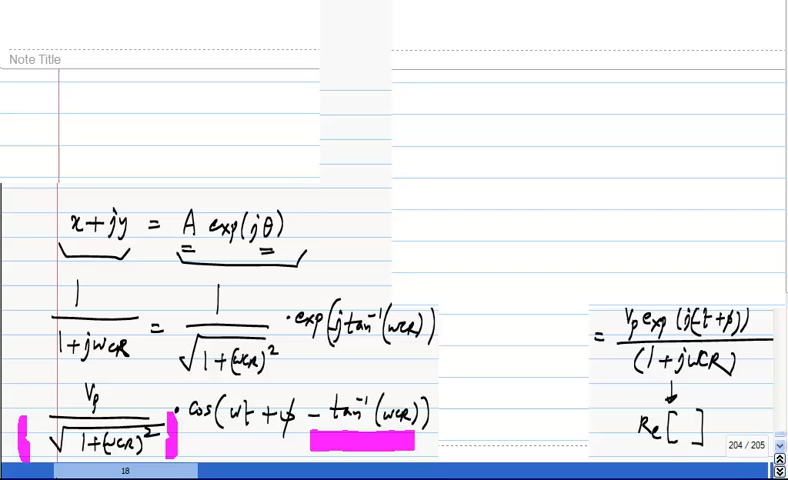 Note Title
x + jy = A exp(jθ)
1/(1+jωCR) = 1/√(1+(ωCR)²) · exp(-j tan⁻¹(ωCR))
Vp/√(1+(ωCR)²) · cos(ωt + φ - tan⁻¹(ωCR))
= Vp exp(j(-t+φ))/(1+jωCR)
Re[ ]
204 / 205
18